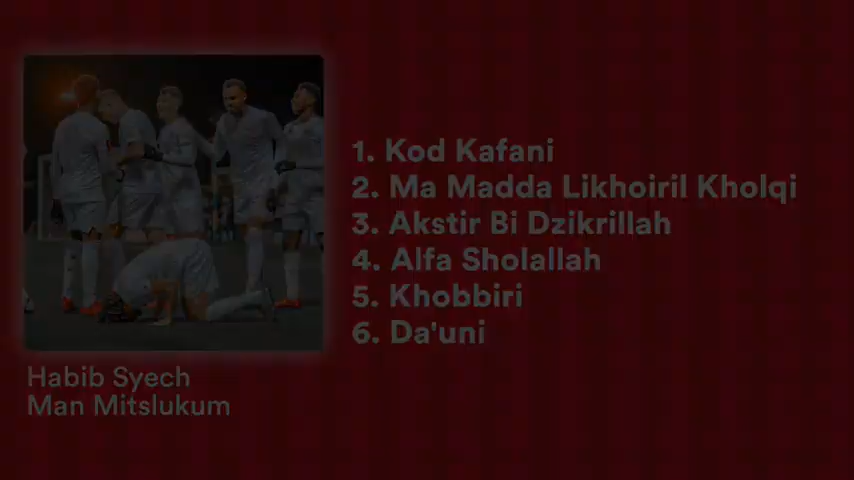 1. Kod Kafani
2. Ma Madda Likhoiril Kholqi
3. Akstir Bi Dzikrillah
4. Alfa Sholallah
5. Khobbiri
6. Da'uni
Habib Syech
Man Mitslukum